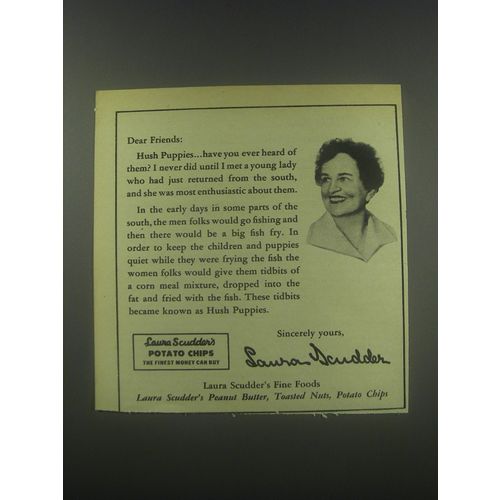 Dear Friends:
Hush Puppies...have you ever heard of
them? I never did until I met a young lady
who had just returned from the south,
and she was most enthusiastic about them.
In the early days in some parts of the
south, the men folks would go fishing and
then there would be a big fish fry. In
order to keep the children and puppies
quiet while they were frying the fish the
women folks would give them tidbits of
a corn meal mixture, dropped into the
fat and fried with the fish. These tidbits
became known as Hush Puppies.
Sincerely yours,
Laura Scudder
Laura Scudder's
POTATO CHIPS
THE FINEST MONEY CAN BUY
Laura Scudder's Fine Foods
Laura Scudder's Peanut Butter, Toasted Nuts, Potato Chips